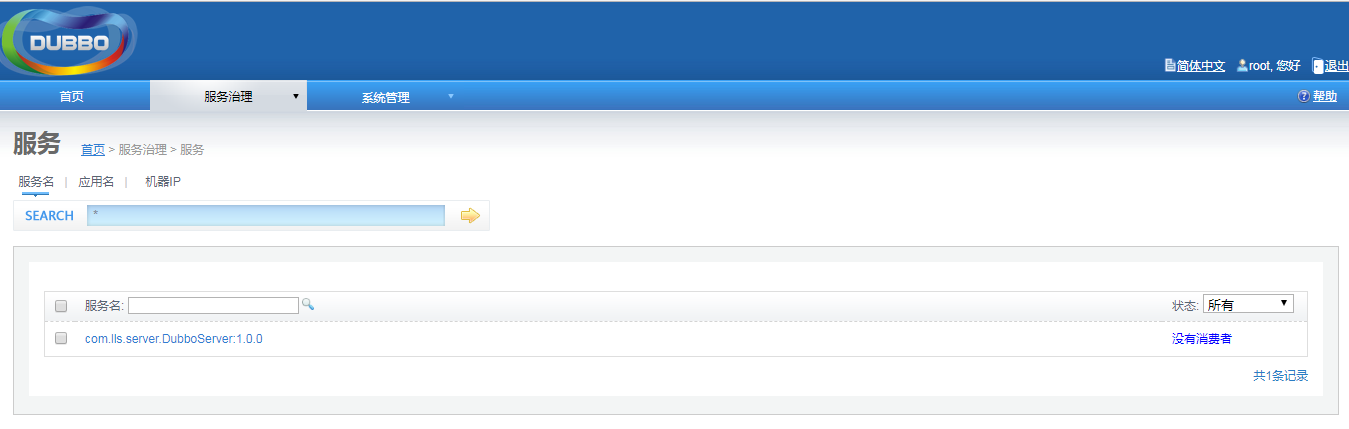 DUBBO
简体中文 root, 您好 退出
首页 服务治理 ▼ 系统管理 ▼ ? 帮助
服务 首页 > 服务治理 > 服务
服务名 | 应用名 | 机器IP
SEARCH *
服务名: 状态: 所有 ▼
com.lls.server.DubboServer:1.0.0 没有消费者
共1条记录